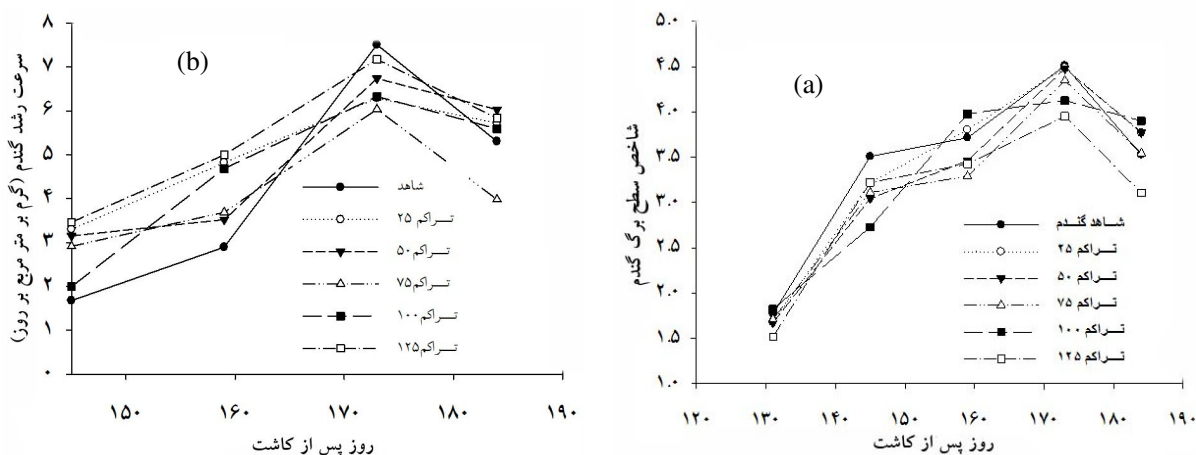 (b)
سرعت رشد گندم (گرم بر متر مربع بر روز)
۸
۷
۶
۵
۴
۳
۲
۱
۰
۱۵۰ ۱۶۰ ۱۷۰ ۱۸۰ ۱۹۰
روز پس از کاشت
شاهد
تراکم ۲۵
تراکم ۵۰
تراکم ۷۵
تراکم ۱۰۰
تراکم ۱۲۵
(a)
شاخص سطح برگ گندم
۵.۰
۴.۵
۴.۰
۳.۵
۳.۰
۲.۵
۲.۰
۱.۵
۱.۰
۱۲۰ ۱۳۰ ۱۴۰ ۱۵۰ ۱۶۰ ۱۷۰ ۱۸۰ ۱۹۰
روز پس از کاشت
شاهد گندم
تراکم ۲۵
تراکم ۵۰
تراکم ۷۵
تراکم ۱۰۰
تراکم ۱۲۵